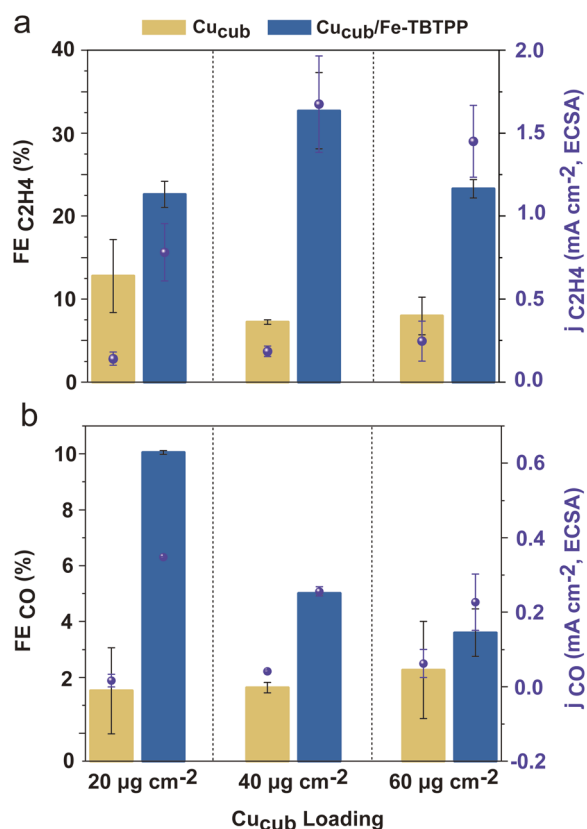 a
Cucub
Cucub/Fe-TBTPP
40
30
20
10
0
FE C2H4 (%)
2.0
1.5
1.0
0.5
0.0
j C2H4 (mA cm-2, ECSA)
b
10
8
6
4
2
0
FE CO (%)
0.6
0.4
0.2
0.0
-0.2
j CO (mA cm-2, ECSA)
20 µg cm-2
40 µg cm-2
60 µg cm-2
Cucub Loading